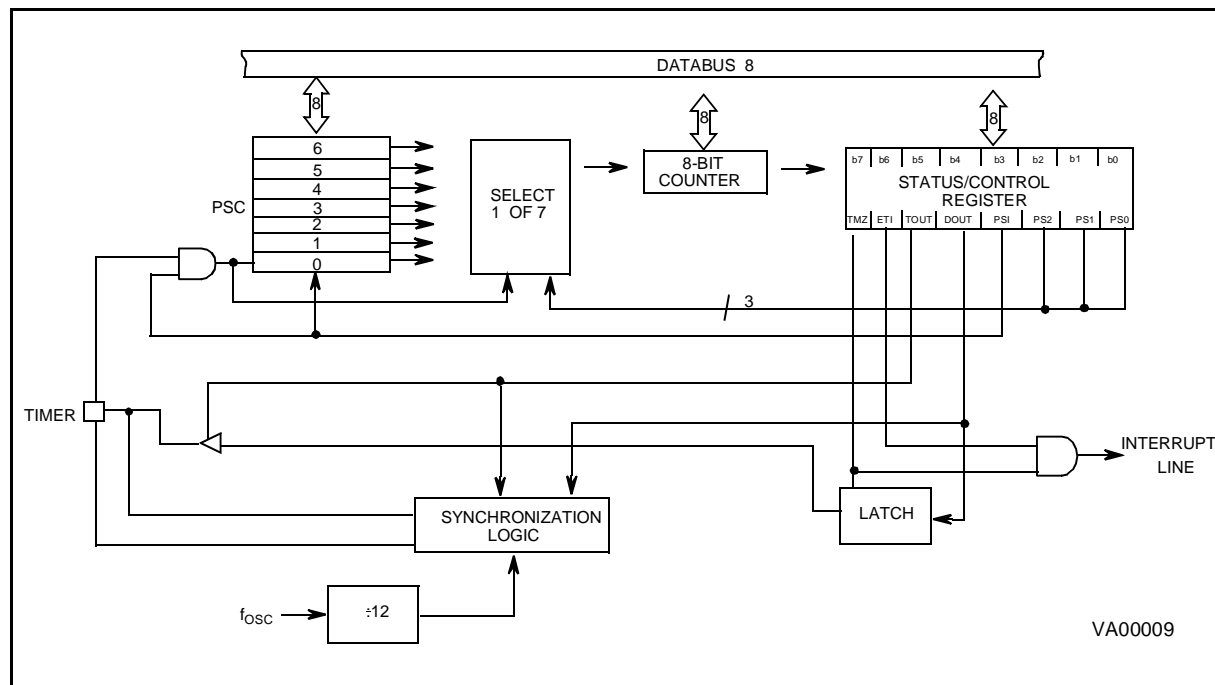 DATABUS 8
8
8
8
6
5
4
3
2
1
0
PSC
SELECT
1 OF 7
8-BIT
COUNTER
b7 b6 b5 b4 b3 b2 b1 b0
STATUS/CONTROL
REGISTER
TMZ ETI TOUT DOUT PSI PS2 PS1 PS0
3
TIMER
INTERRUPT
LINE
SYNCHRONIZATION
LOGIC
LATCH
fOSC
÷12
VA00009